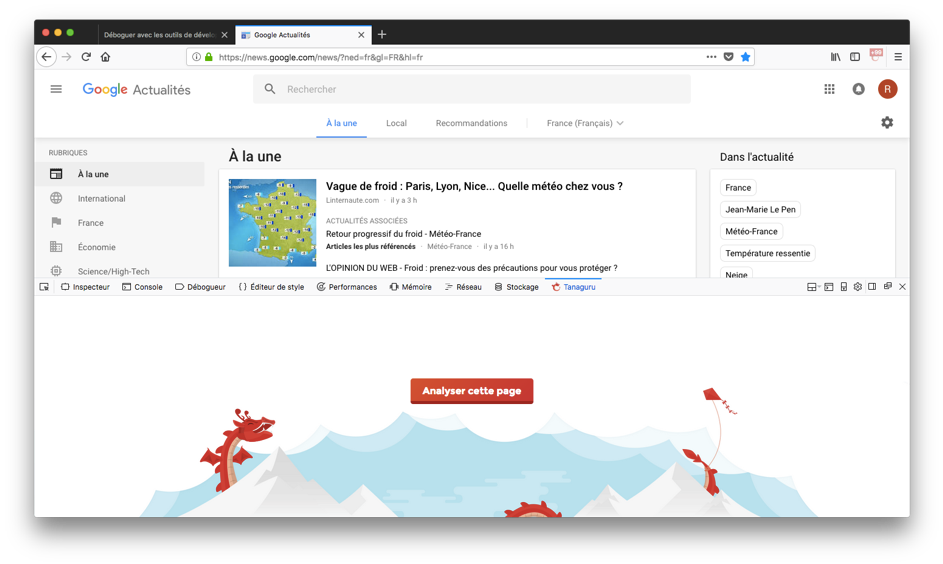 Déboguer avec les outils de dévelo
Google Actualités
https://news.google.com/news/?ned=fr&gl=FR&hl=fr
+99
Google Actualités
Rechercher
R
À la une
Local
Recommandations
France (Français)
RUBRIQUES
À la une
International
France
Économie
Science/High-Tech
À la une
Vague de froid : Paris, Lyon, Nice... Quelle météo chez vous ?
Linternaute.com · il y a 3 h
ACTUALITÉS ASSOCIÉES
Retour progressif du froid - Météo-France
Articles les plus référencés · Météo-France · il y a 16 h
L'OPINION DU WEB - Froid : prenez-vous des précautions pour vous protéger ?
Dans l'actualité
France
Jean-Marie Le Pen
Météo-France
Température ressentie
Neige
Inspecteur
Console
Débogueur
{ } Éditeur de style
Performances
Mémoire
Réseau
Stockage
Tanaguru
Analyser cette page